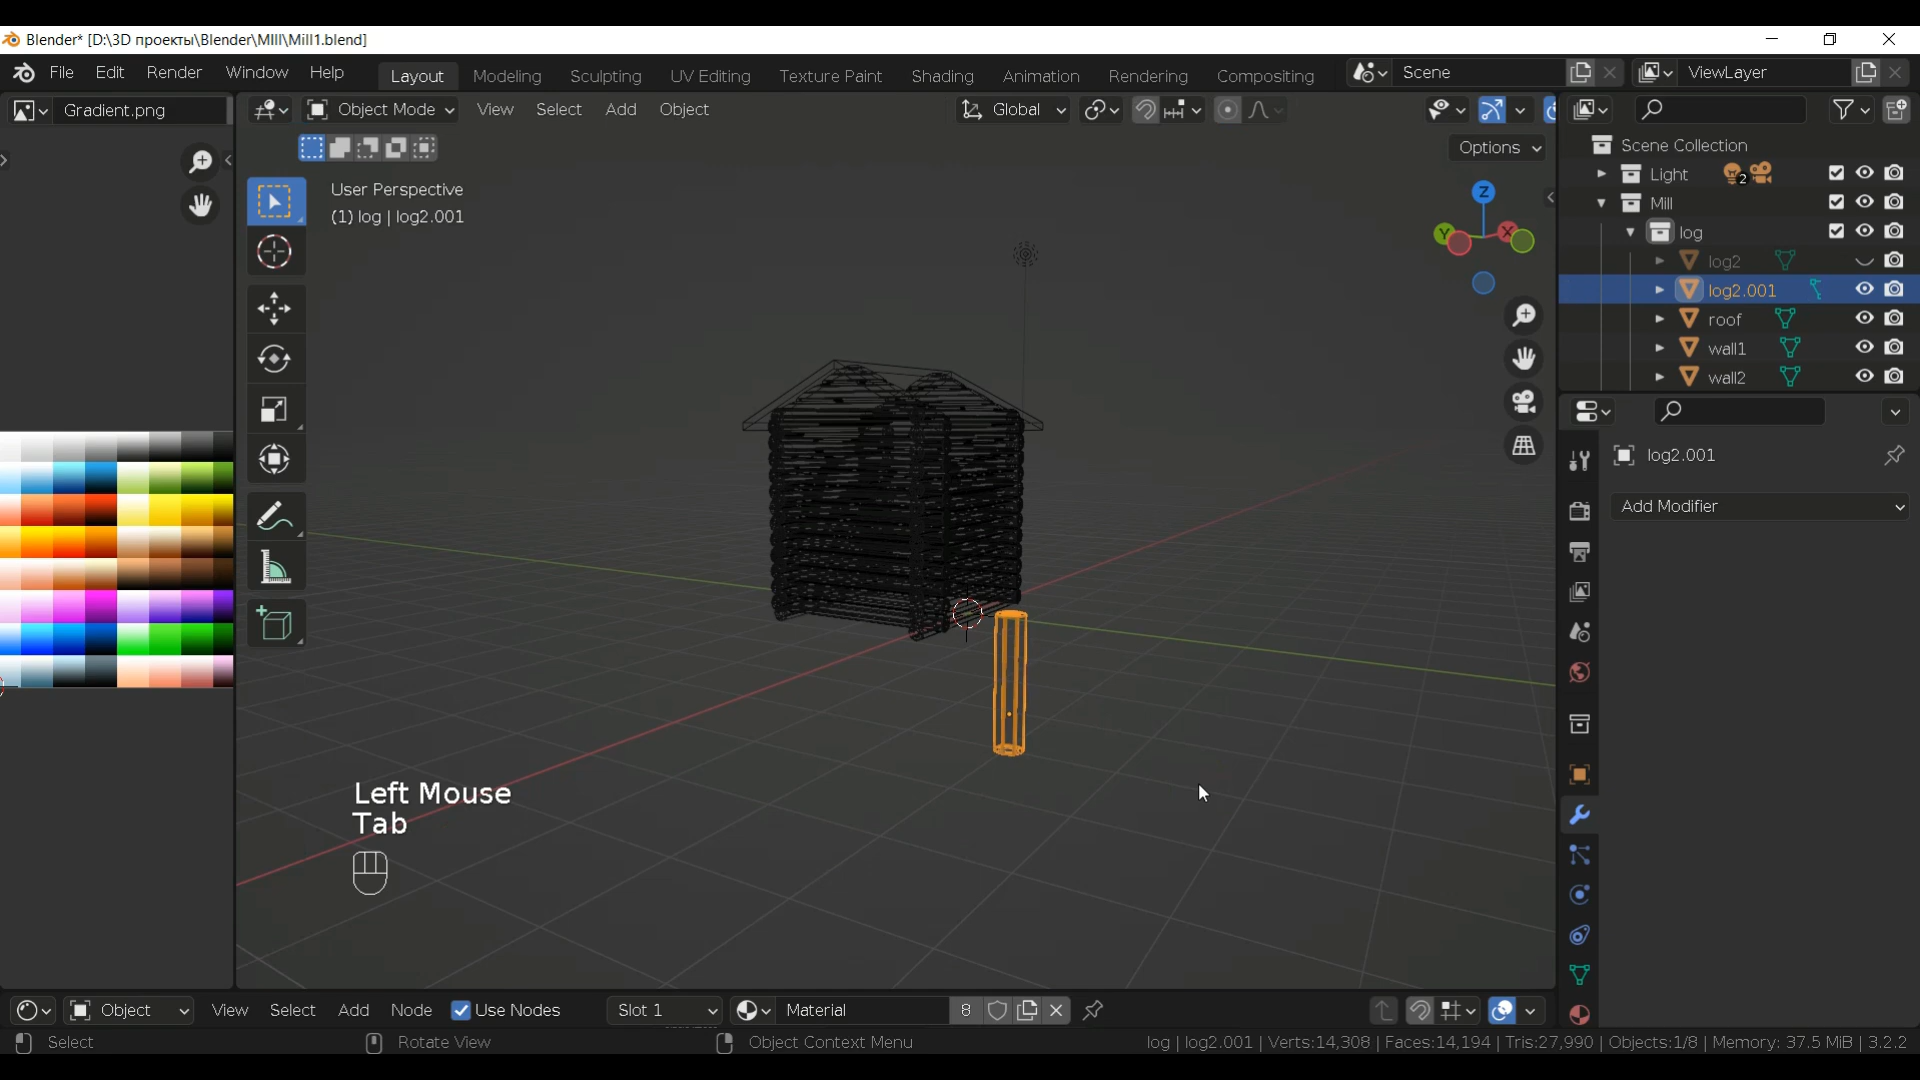 Blender* [D:\3D проекты\Blender\MIll\Mill1.blend]
File Edit Render Window Help Layout Modeling Sculpting UV Editing Texture Paint Shading Animation Rendering Compositing Scene ViewLayer
Gradient.png Object Mode View Select Add Object Global
Options
User Perspective
(1) log | log2.001
Z
Y
X
Scene Collection
Light 2
Mill
log
log2
log2.001
roof
wall1
wall2
log2.001
Add Modifier
Left Mouse
Tab
Object View Select Add Node Use Nodes Slot 1 Material 8
Select Rotate View Object Context Menu log | log2.001 | Verts:14,308 | Faces:14,194 | Tris:27,990 | Objects:1/8 | Memory: 37.5 MiB | 3.2.2